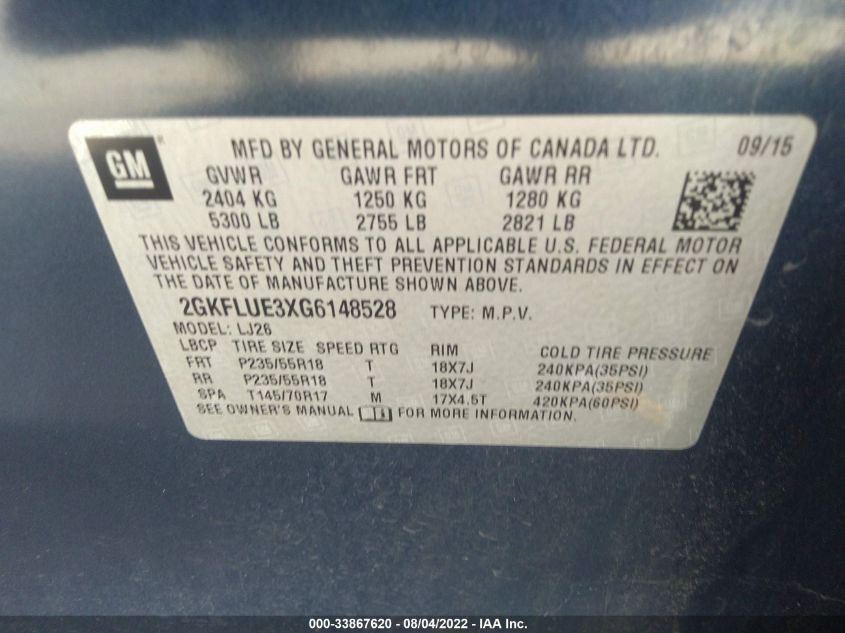 GM
MFD BY GENERAL MOTORS OF CANADA LTD. 09/15
GVWR GAWR FRT GAWR RR
2404 KG 1250 KG 1280 KG
5300 LB 2755 LB 2821 LB
THIS VEHICLE CONFORMS TO ALL APPLICABLE U.S. FEDERAL MOTOR
VEHICLE SAFETY AND THEFT PREVENTION STANDARDS IN EFFECT ON
THE DATE OF MANUFACTURE SHOWN ABOVE.
2GKFLUE3XG6148528 TYPE: M.P.V.
MODEL: LJ26
LBCP TIRE SIZE SPEED RTG RIM COLD TIRE PRESSURE
FRT P235/55R18 T 18X7J 240KPA(35PSI)
RR P235/55R18 T 18X7J 240KPA(35PSI)
SPA T145/70R17 M 17X4.5T 420KPA(60PSI)
SEE OWNER'S MANUAL FOR MORE INFORMATION.
000-33867620 - 08/04/2022 - IAA Inc.